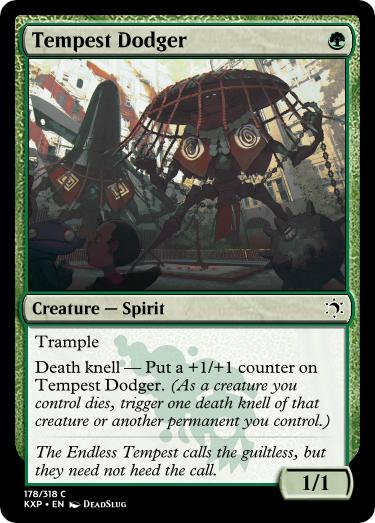 Tempest Dodger
Creature — Spirit
Trample
Death knell — Put a +1/+1 counter on
Tempest Dodger. (As a creature you
control dies, trigger one death knell of that
creature or another permanent you control.)
The Endless Tempest calls the guiltless, but
they need not heed the call.
1/1
178/318 C
KXP • EN DeadSlug